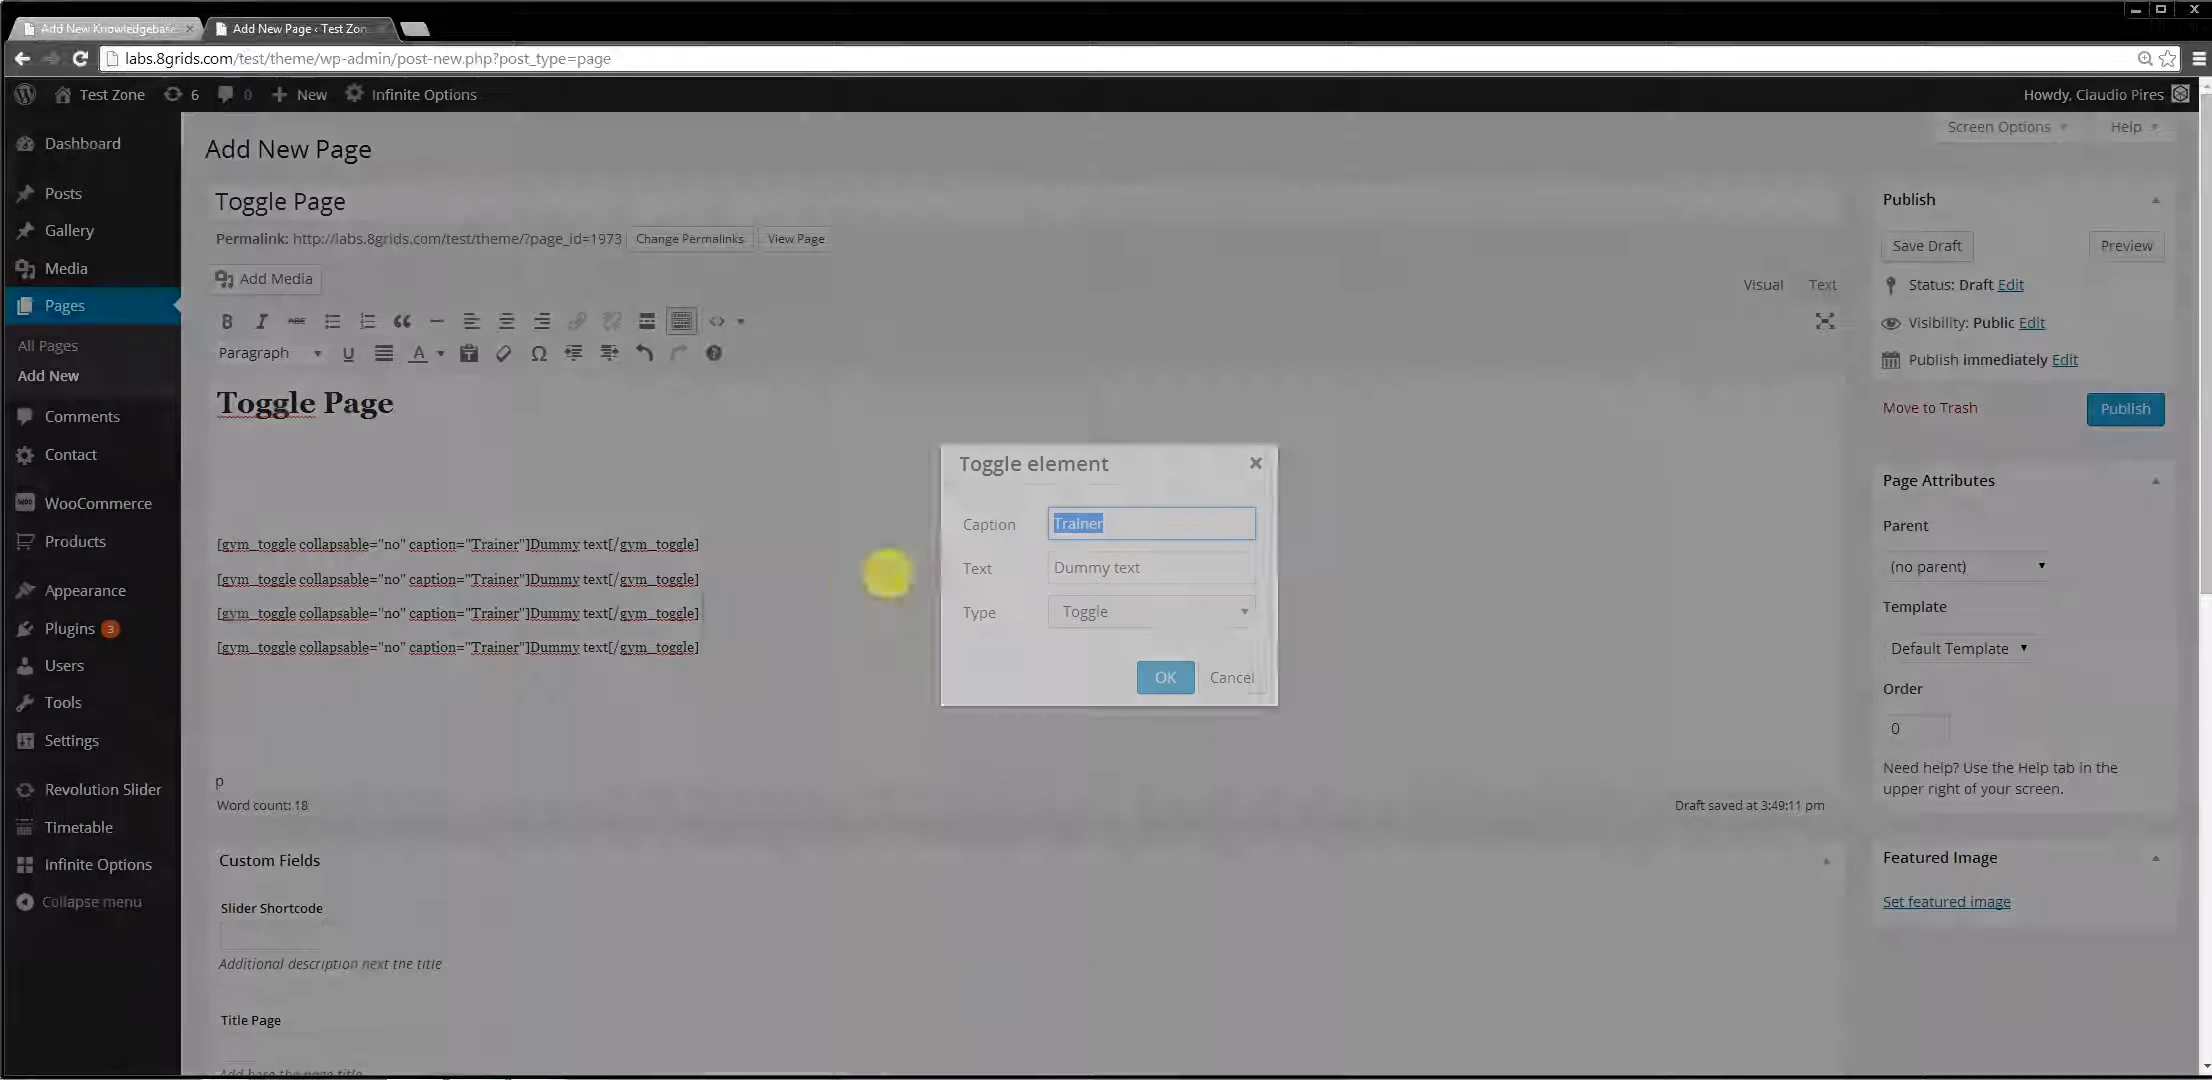 Add New Knowledgebase
Add New Page ‹ Test Zon
labs.8grids.com/test/theme/wp-admin/post-new.php?post_type=page
Test Zone 6 0 New Infinite Options
Howdy, Claudio Pires
Screen Options Help
Dashboard
Posts
Gallery
Media
Pages
All Pages
Add New
Comments
Contact
WooCommerce
Products
Appearance
Plugins 3
Users
Tools
Settings
Revolution Slider
Timetable
Infinite Options
Collapse menu
Add New Page
Toggle Page
Permalink: http://labs.8grids.com/test/theme/?page_id=1973 Change Permalinks View Page
Add Media
Visual Text
ABC
Paragraph
Toggle Page
[gym_toggle collapsable="no" caption="Trainer"]Dummy text[/gym_toggle]
[gym_toggle collapsable="no" caption="Trainer"]Dummy text[/gym_toggle]
[gym_toggle collapsable="no" caption="Trainer"]Dummy text[/gym_toggle]
[gym_toggle collapsable="no" caption="Trainer"]Dummy text[/gym_toggle]
p
Word count: 18
Draft saved at 3:49:11 pm
Custom Fields
Slider Shortcode
Additional description next the title
Title Page
Add here the page title
Toggle element
Caption Trainer
Text Dummy text
Type Toggle
OK Cancel
Publish
Save Draft Preview
Status: Draft Edit
Visibility: Public Edit
Publish immediately Edit
Move to Trash Publish
Page Attributes
Parent
(no parent)
Template
Default Template
Order
0
Need help? Use the Help tab in the
upper right of your screen.
Featured Image
Set featured image